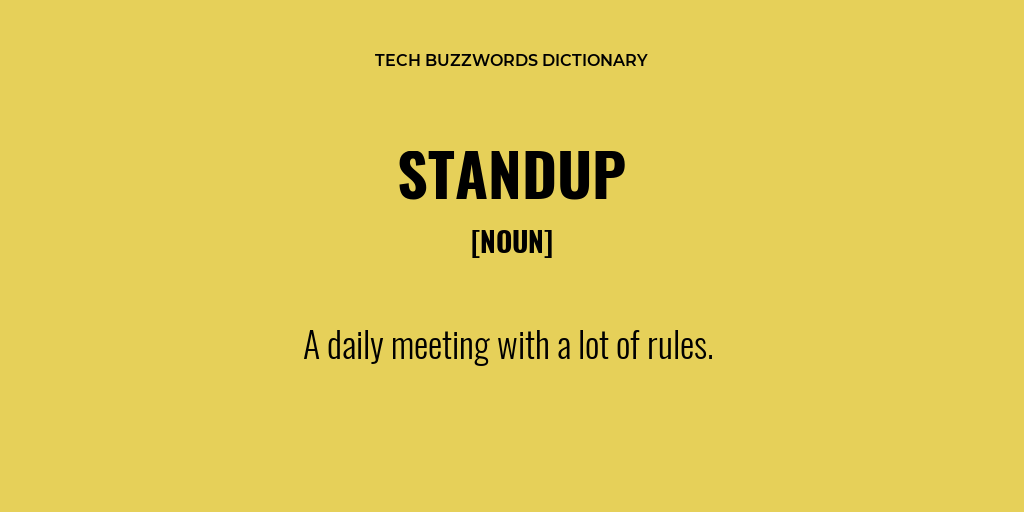 TECH BUZZWORDS DICTIONARY
STANDUP
[NOUN]
A daily meeting with a lot of rules.